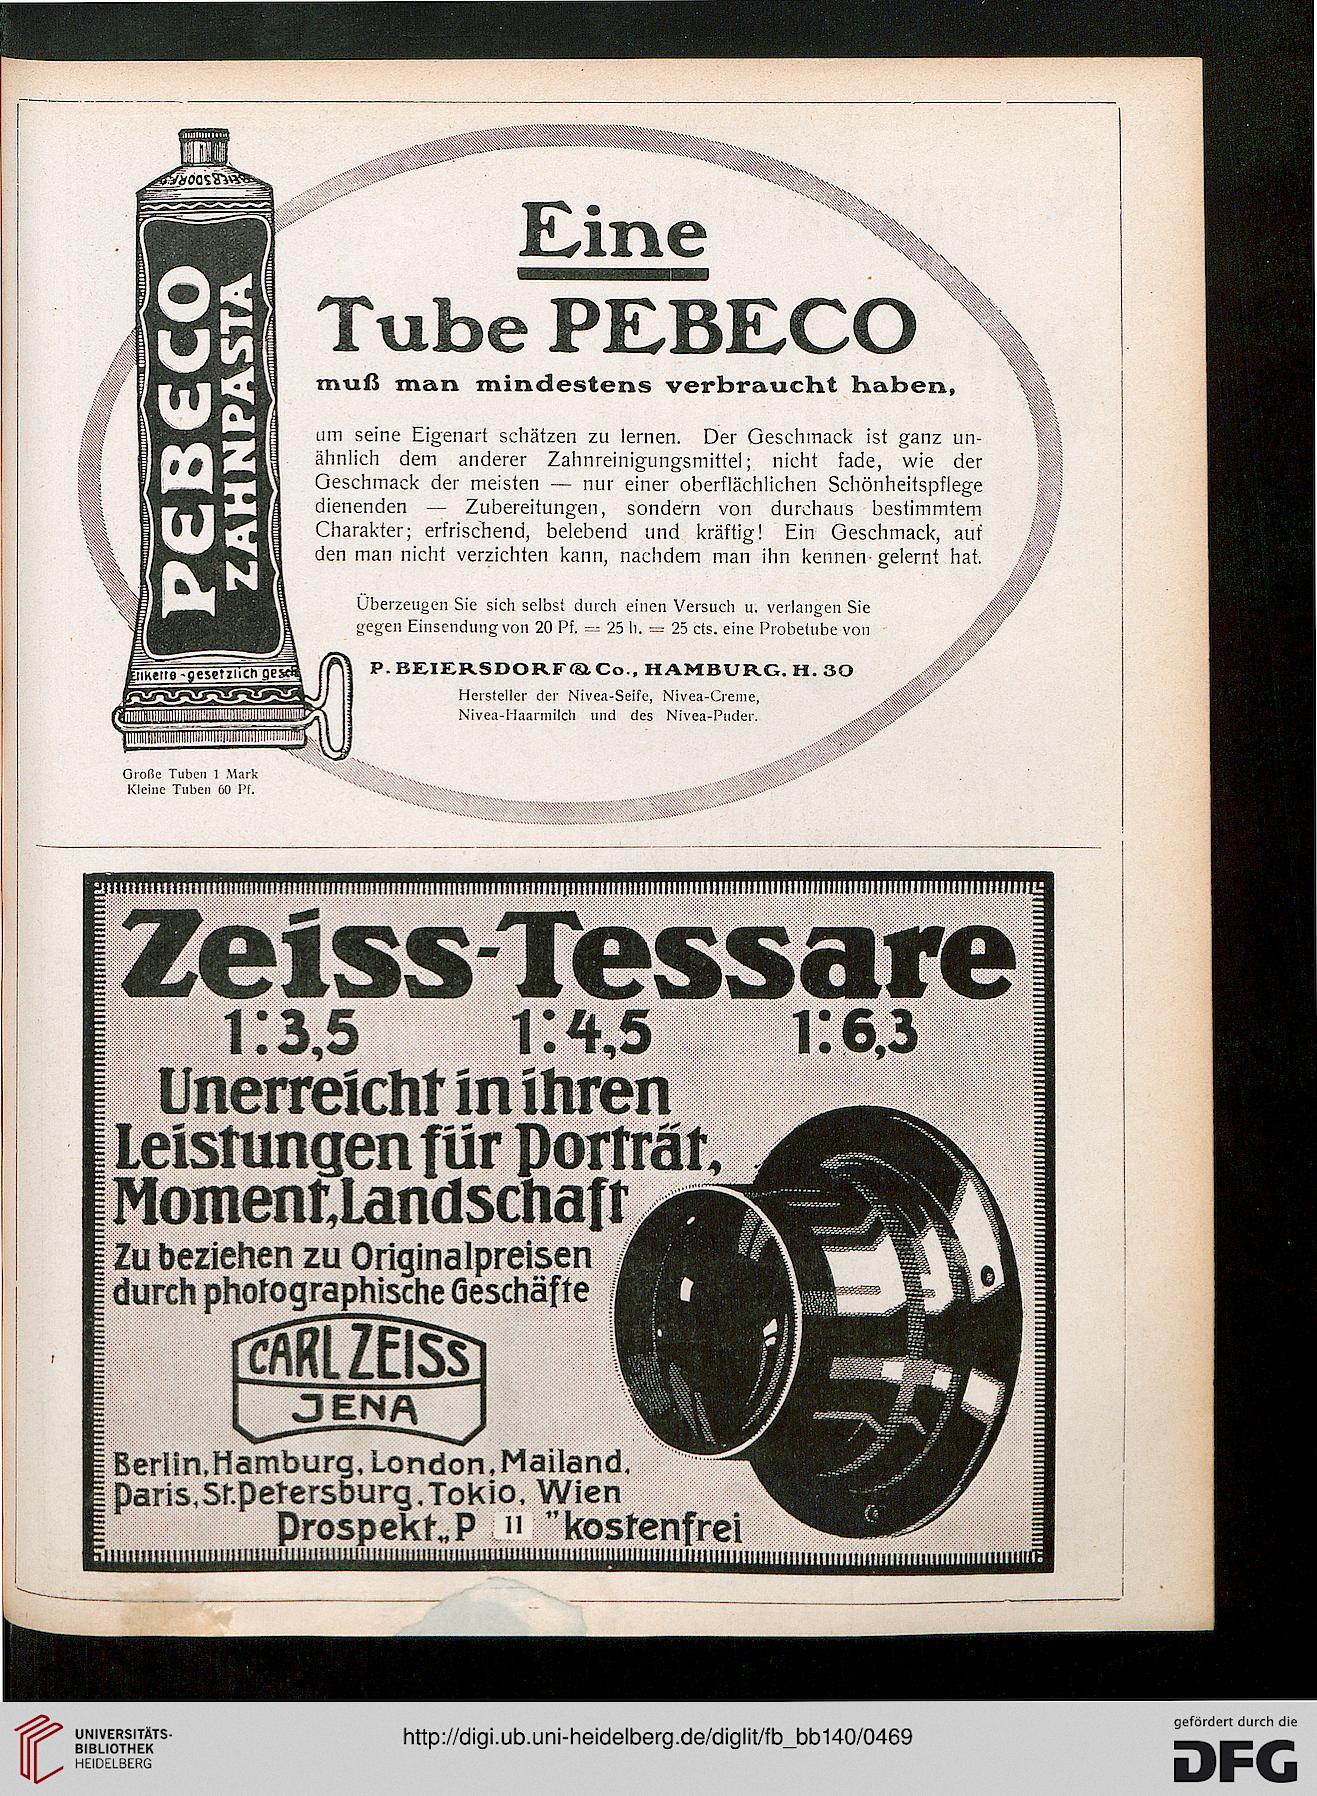 BEIERSDORF
PEBECO
ZAHNPASTA
Etikette - gesetzlich gesch
Große Tuben 1 Mark
Kleine Tuben 60 Pf.
Eine
Tube PEBECO
muß man mindestens verbraucht haben,
um seine Eigenart schätzen zu lernen. Der Geschmack ist ganz un-
ähnlich dem anderer Zahnreinigungsmittel; nicht fade, wie der
Geschmack der meisten — nur einer oberflächlichen Schönheitspflege
dienenden — Zubereitungen, sondern von durchaus bestimmtem
Charakter; erfrischend, belebend und kräftig! Ein Geschmack, auf
den man nicht verzichten kann, nachdem man ihn kennen gelernt hat.
Überzeugen Sie sich selbst durch einen Versuch u. verlangen Sie
gegen Einsendung von 20 Pf. = 25 h. = 25 cts. eine Probetube von
P. BEIERSDORF & Co., HAMBURG. H. 30
Hersteller der Nivea-Seife, Nivea-Creme,
Nivea-Haarmilch und des Nivea-Puder.
Zeiss-Tessare
1:3,5 1:4,5 1:6,3
Unerreicht in ihren
Leistungen für Porträt,
Moment, Landschaft
Zu beziehen zu Originalpreisen
durch photographische Geschäfte
CARL ZEISS
JENA
Berlin, Hamburg, London, Mailand,
Paris, St. Petersburg, Tokio, Wien
Prospekt „P 11 " kostenfrei
UNIVERSITÄTS-
BIBLIOTHEK
HEIDELBERG
http://digi.ub.uni-heidelberg.de/diglit/fb_bb140/0469
gefördert durch die
DFG